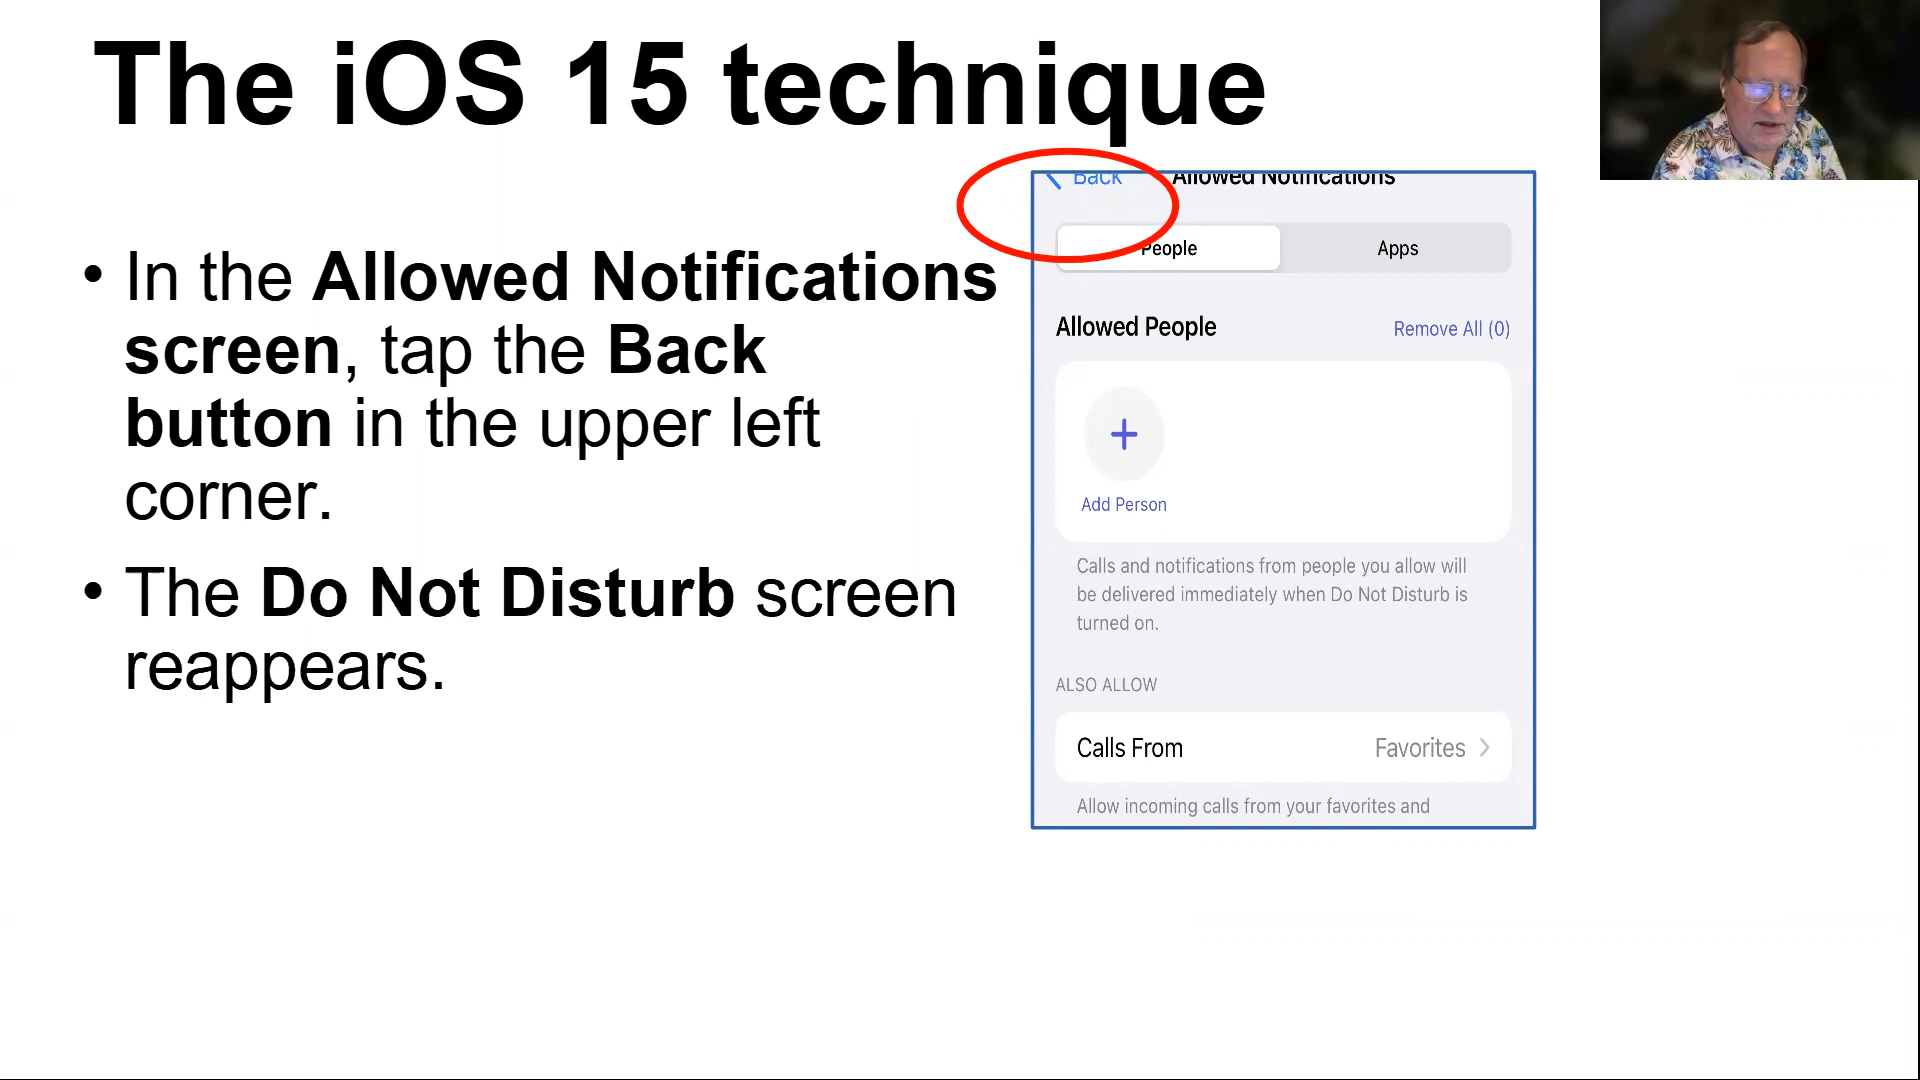 The iOS 15 technique
• In the Allowed Notifications
screen, tap the Back
button in the upper left
corner.
• The Do Not Disturb screen
reappears.
Back Allowed Notifications
People Apps
Allowed People Remove All (0)
+
Add Person
Calls and notifications from people you allow will
be delivered immediately when Do Not Disturb is
turned on.
ALSO ALLOW
Calls From Favorites
Allow incoming calls from your favorites and